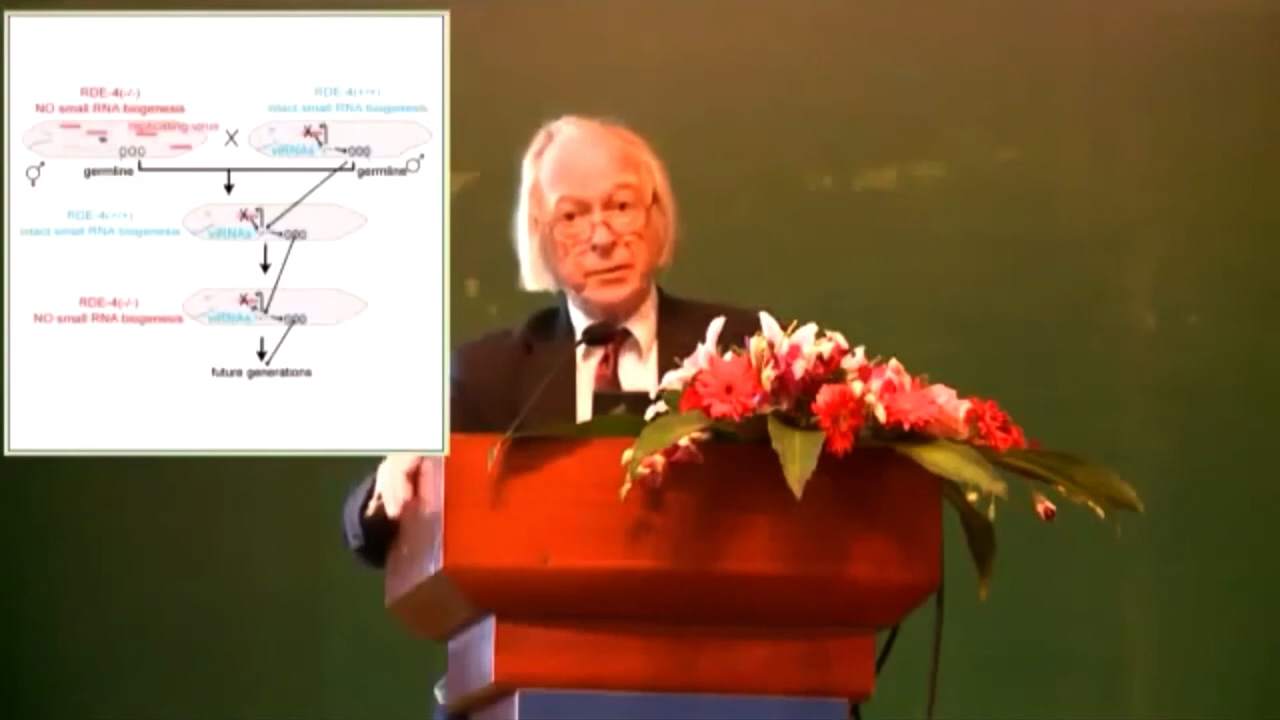 RDE-4(-/-)
NO small RNA biogenesis
replicating virus
RDE-4(+/+)
intact small RNA biogenesis
X
viRNAs
germline
germline
RDE-4(+/+)
intact small RNA biogenesis
viRNAs
RDE-4(-/-)
NO small RNA biogenesis
viRNAs
future generations